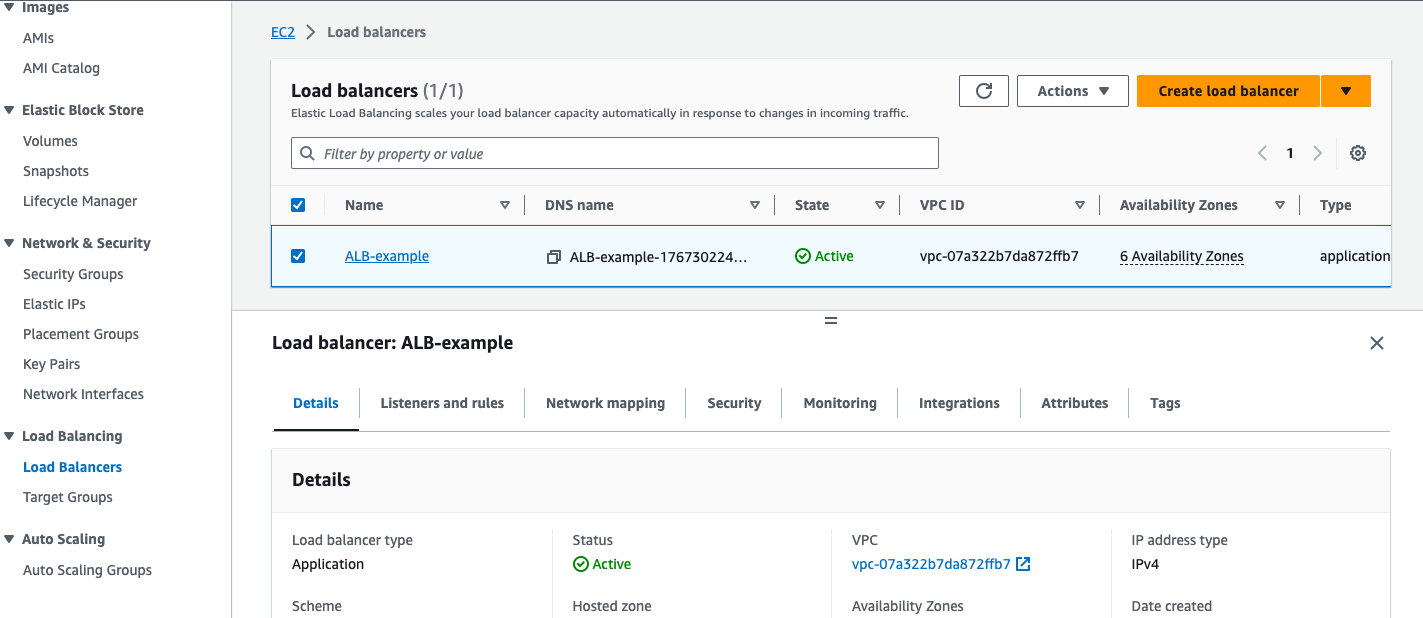 Images
AMIs
AMI Catalog
Elastic Block Store
Volumes
Snapshots
Lifecycle Manager
Network & Security
Security Groups
Elastic IPs
Placement Groups
Key Pairs
Network Interfaces
Load Balancing
Load Balancers
Target Groups
Auto Scaling
Auto Scaling Groups
EC2 Load balancers
Load balancers (1/1)
Elastic Load Balancing scales your load balancer capacity automatically in response to changes in incoming traffic.
Actions
Create load balancer
Filter by property or value
1
Name DNS name State VPC ID Availability Zones Type
ALB-example ALB-example-176730224... Active vpc-07a322b7da872ffb7 6 Availability Zones application
Load balancer: ALB-example
Details Listeners and rules Network mapping Security Monitoring Integrations Attributes Tags
Details
Load balancer type Status VPC IP address type
Application Active vpc-07a322b7da872ffb7 IPv4
Scheme Hosted zone Availability Zones Date created